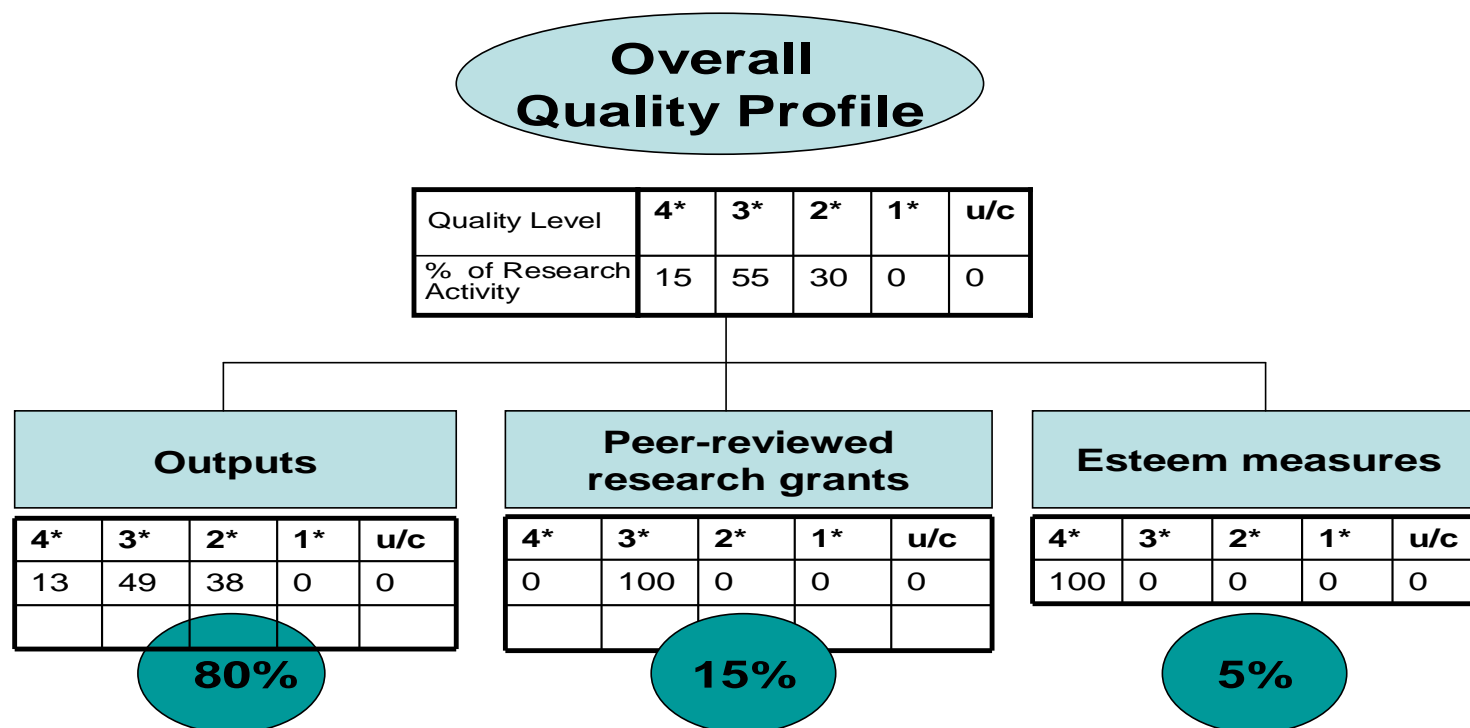 Overall
Quality Profile
Quality Level 4* 3* 2* 1* u/c
% of Research
Activity 15 55 30 0 0
Outputs
4* 3* 2* 1* u/c
13 49 38 0 0
80%
Peer-reviewed
research grants
4* 3* 2* 1* u/c
0 100 0 0 0
15%
Esteem measures
4* 3* 2* 1* u/c
100 0 0 0 0
5%